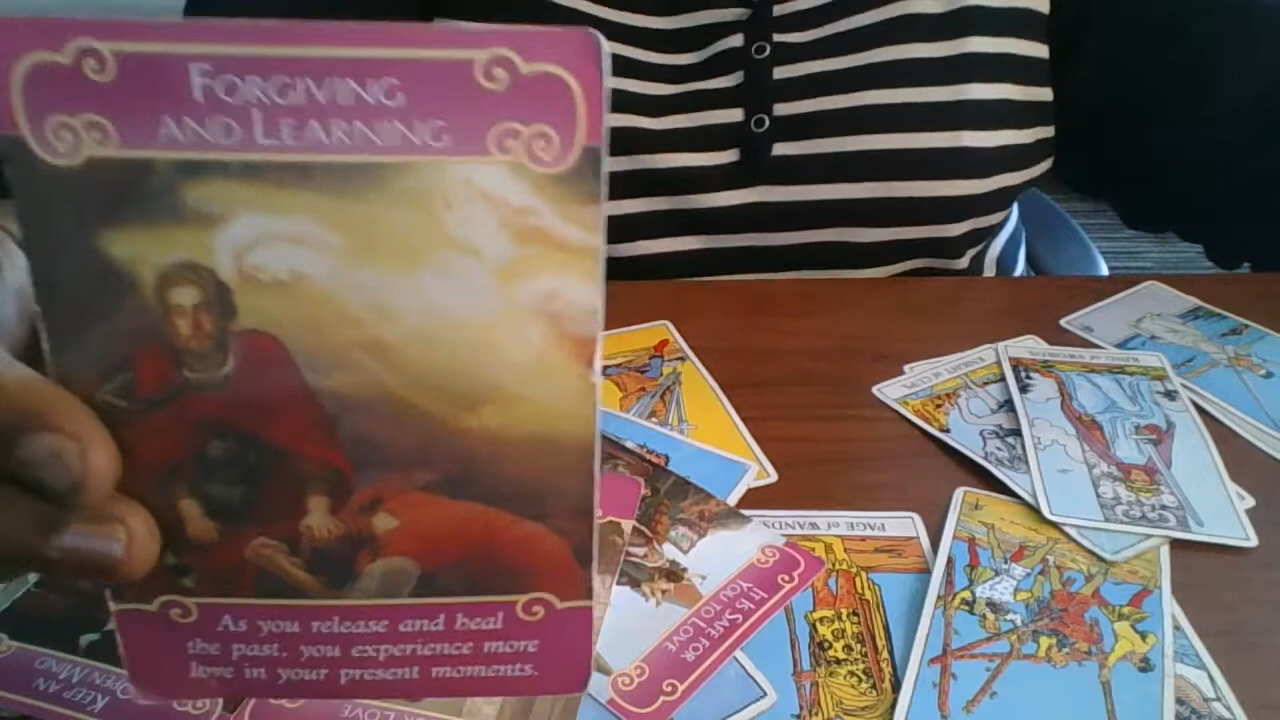 FORGIVING
AND LEARNING
As you release and heal
the past, you experience more
love in your present moments.
KEEP AN
OPEN MIND
LOVE
IT IS SAFE FOR
YOU TO LOVE
PAGE of WANDS
KNIGHT of CUPS
KING of SWORDS